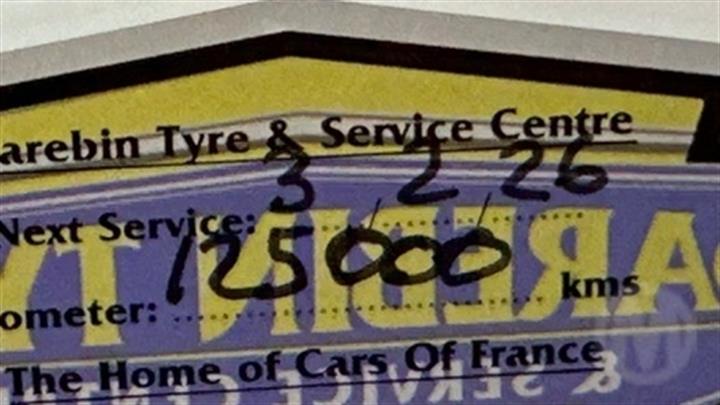 arebin Tyre & Service Centre
Next Service: 3/2/26
ometer: 125000 kms
The Home of Cars Of France